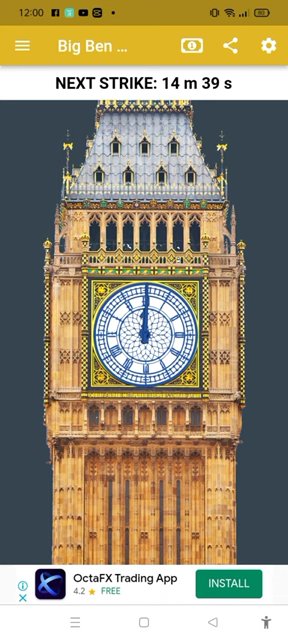 12:00
Big Ben ...
NEXT STRIKE: 14 m 39 s
OctaFX Trading App
4.2 ★ FREE
INSTALL